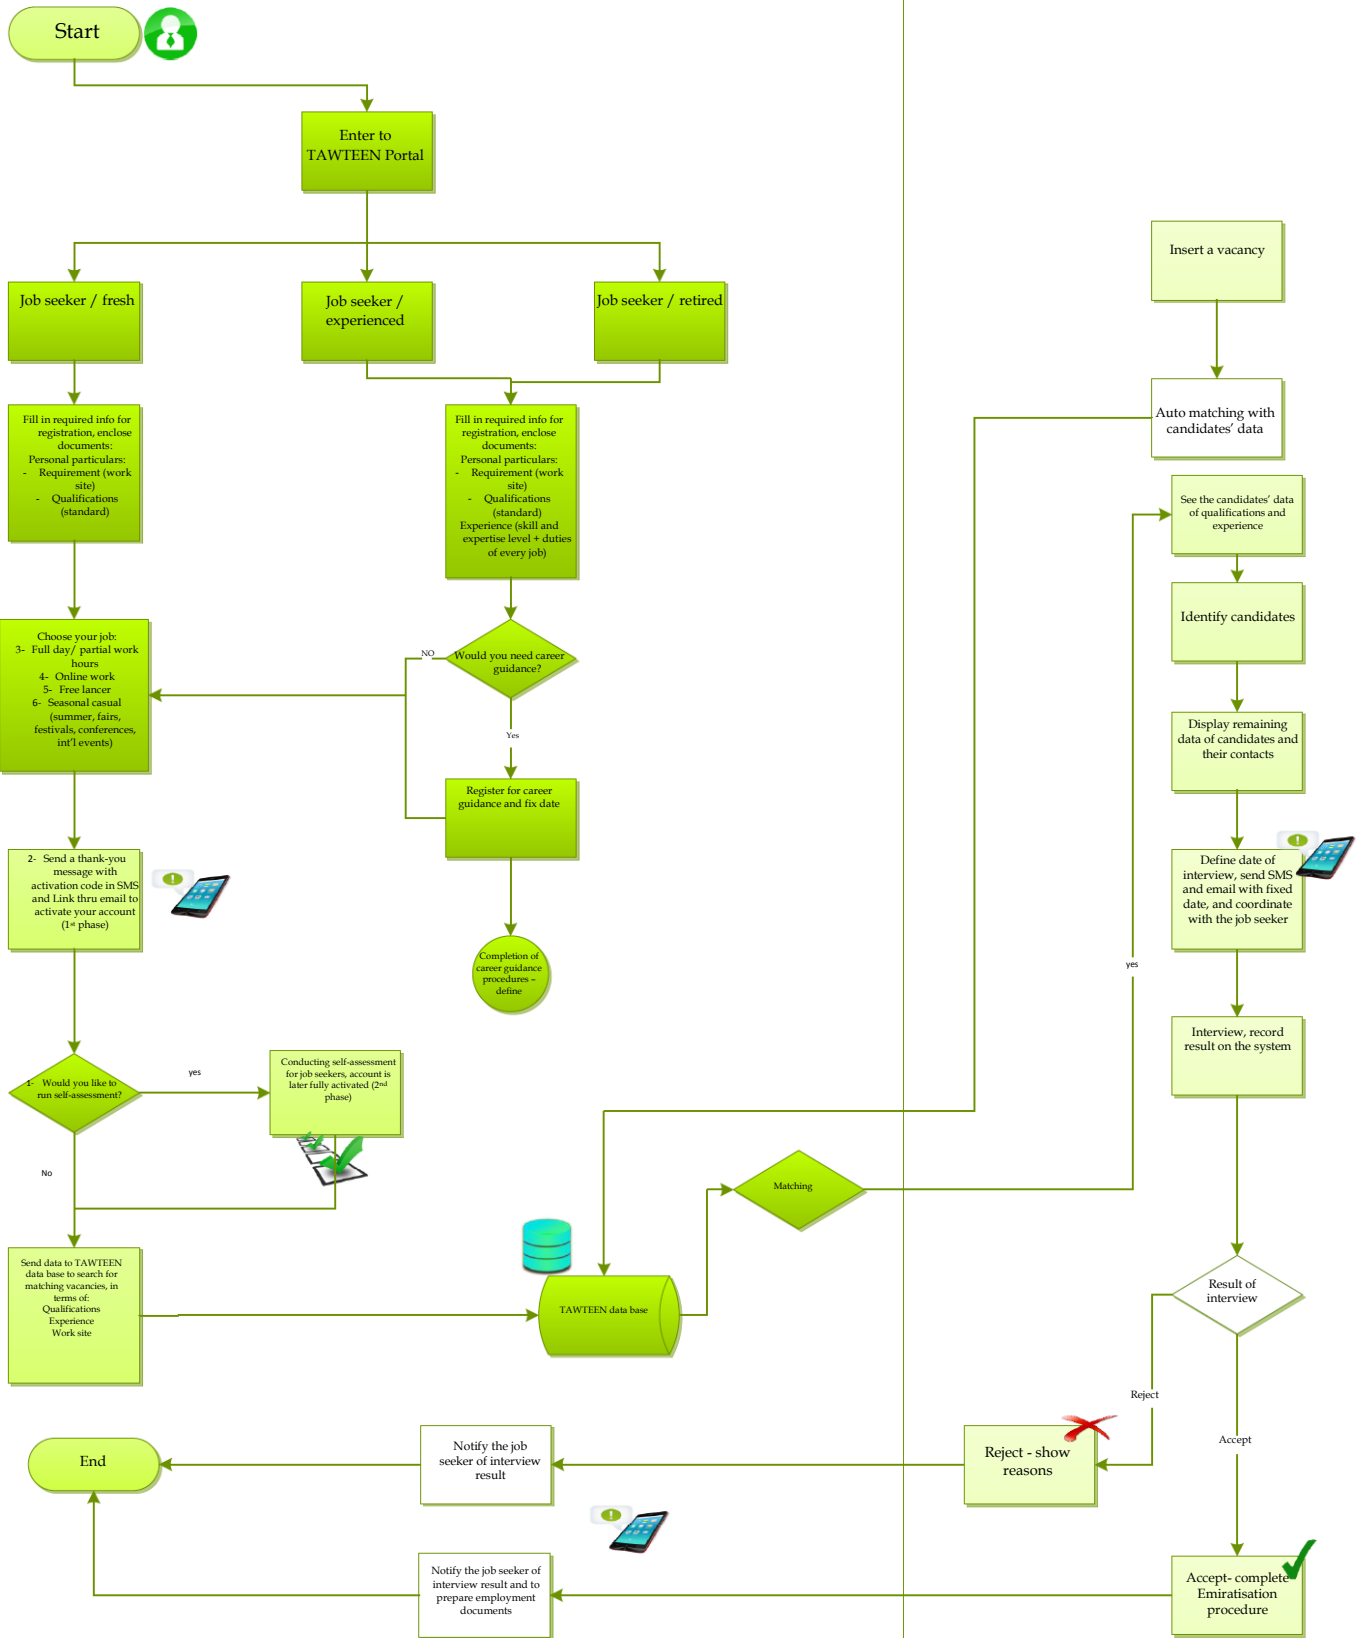 Start
Enter to
TAWTEEN Portal
Job seeker / fresh
Job seeker /
experienced
Job seeker / retired
Fill in required info for
registration, enclose
documents:
Personal particulars:
- Requirement (work
site)
- Qualifications
(standard)
Fill in required info for
registration, enclose
documents:
Personal particulars:
- Requirement (work
site)
- Qualifications
(standard)
Experience (skill and
expertise level + duties
of every job)
Choose your job:
3- Full day/ partial work
hours
4- Online work
5- Free lancer
6- Seasonal casual
(summer, fairs,
festivals, conferences,
int'l events)
Would you need career
guidance?
NO
Yes
Register for career
guidance and fix date
Completion of
career guidance
procedures –
define
2- Send a thank-you
message with
activation code in SMS
and Link thru email to
activate your account
(1st phase)
1- Would you like to
run self-assessment?
yes
No
Conducting self-assessment
for job seekers, account is
later fully activated (2nd
phase)
Send data to TAWTEEN
data base to search for
matching vacancies, in
terms of:
Qualifications
Experience
Work site
TAWTEEN data base
Matching
yes
Insert a vacancy
Auto matching with
candidates' data
See the candidates' data
of qualifications and
experience
Identify candidates
Display remaining
data of candidates and
their contacts
Define date of
interview, send SMS
and email with fixed
date, and coordinate
with the job seeker
Interview, record
result on the system
Result of
interview
Reject
Accept
Reject - show
reasons
Accept- complete
Emiratisation
procedure
Notify the job
seeker of interview
result
Notify the job seeker of
interview result and to
prepare employment
documents
End